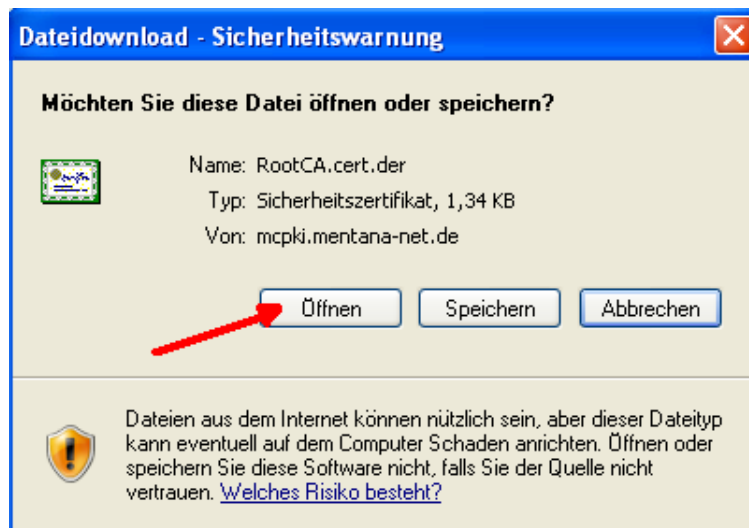 Dateidownload - Sicherheitswarnung
Möchten Sie diese Datei öffnen oder speichern?
Name: RootCA.cert.der
Typ: Sicherheitszertifikat, 1,34 KB
Von: mcpki.mentana-net.de
Öffnen Speichern Abbrechen
Dateien aus dem Internet können nützlich sein, aber dieser Dateityp
kann eventuell auf dem Computer Schaden anrichten. Öffnen oder
speichern Sie diese Software nicht, falls Sie der Quelle nicht
vertrauen. Welches Risiko besteht?